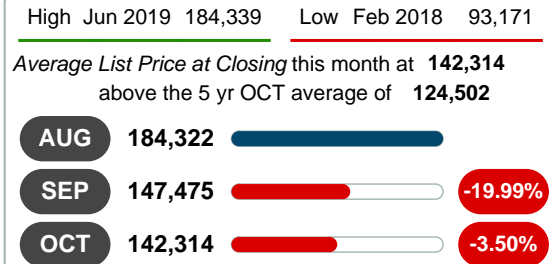 High Jun 2019 184,339 Low Feb 2018 93,171
Average List Price at Closing this month at 142,314
above the 5 yr OCT average of 124,502
AUG 184,322
SEP 147,475 -19.99%
OCT 142,314 -3.50%